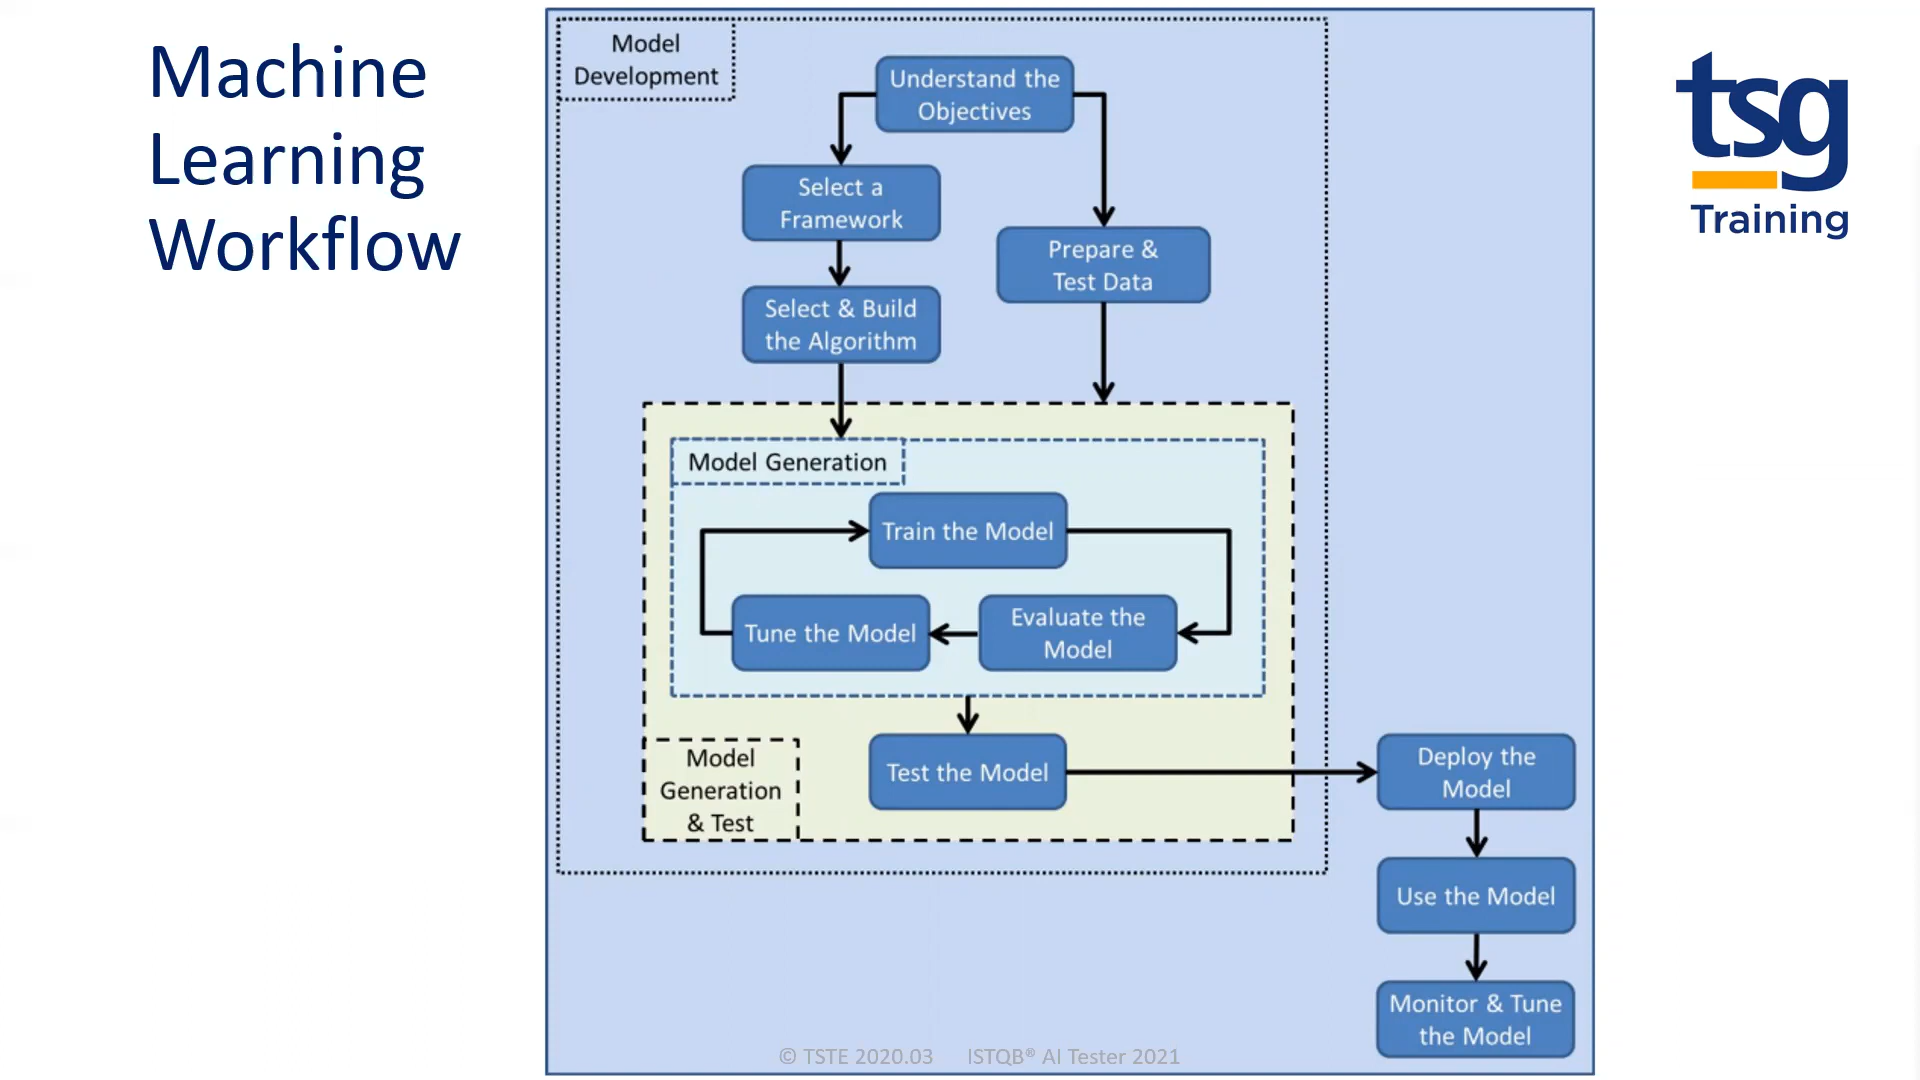 Machine
Learning
Workflow
Model
Development
Understand the
Objectives
Select a
Framework
Prepare &
Test Data
Select & Build
the Algorithm
Model Generation
Train the Model
Tune the Model
Evaluate the
Model
Model
Generation
& Test
Test the Model
Deploy the
Model
Use the Model
Monitor & Tune
the Model
© TSTE 2020.03 ISTQB® AI Tester 2021
tsg
Training